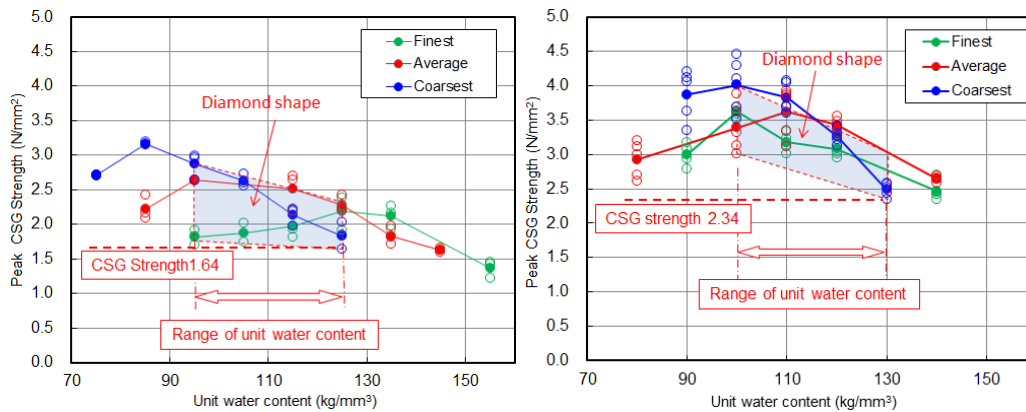 5.0
4.5
4.0
3.5
3.0
2.5
2.0
1.5
1.0
0.5
0.0
Peak CSG Strength (N/mm²)
Finest
Average
Coarsest
Diamond shape
CSG Strength1.64
Range of unit water content
70 90 110 130 150
Unit water content (kg/mm³)
5.0
4.5
4.0
3.5
3.0
2.5
2.0
1.5
1.0
0.5
0.0
Peak CSG Strength (N/mm²)
Finest
Average
Coarsest
Diamond shape
CSG strength 2.34
Range of unit water content
70 90 110 130 150
Unit water content (kg/mm³)